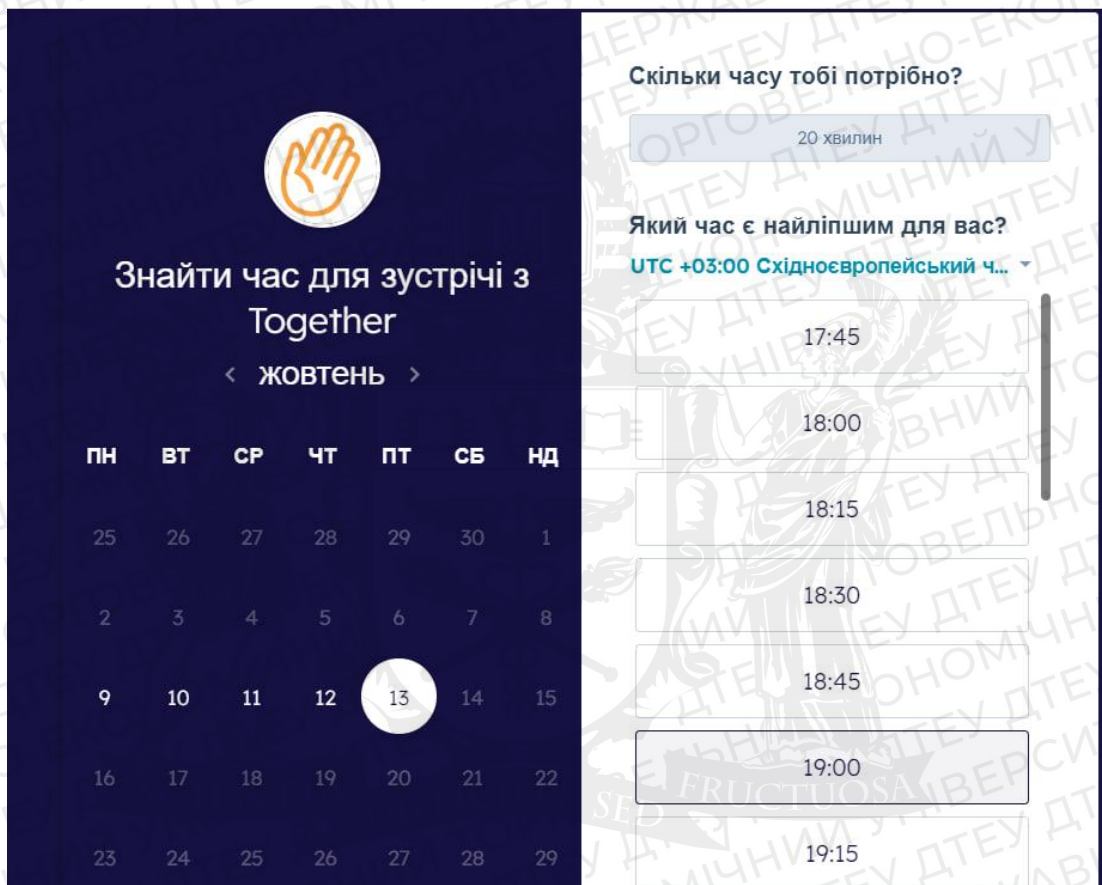 Знайти час для зустрічі з
Together
< жовтень >
ПН ВТ СР ЧТ ПТ СБ НД
25 26 27 28 29 30 1
2 3 4 5 6 7 8
9 10 11 12 13 14 15
16 17 18 19 20 21 22
23 24 25 26 27 28 29
Скільки часу тобі потрібно?
20 хвилин
Який час є найліпшим для вас?
UTC +03:00 Східноєвропейський ч...
17:45
18:00
18:15
18:30
18:45
19:00
19:15
SED FRUCTUOSA